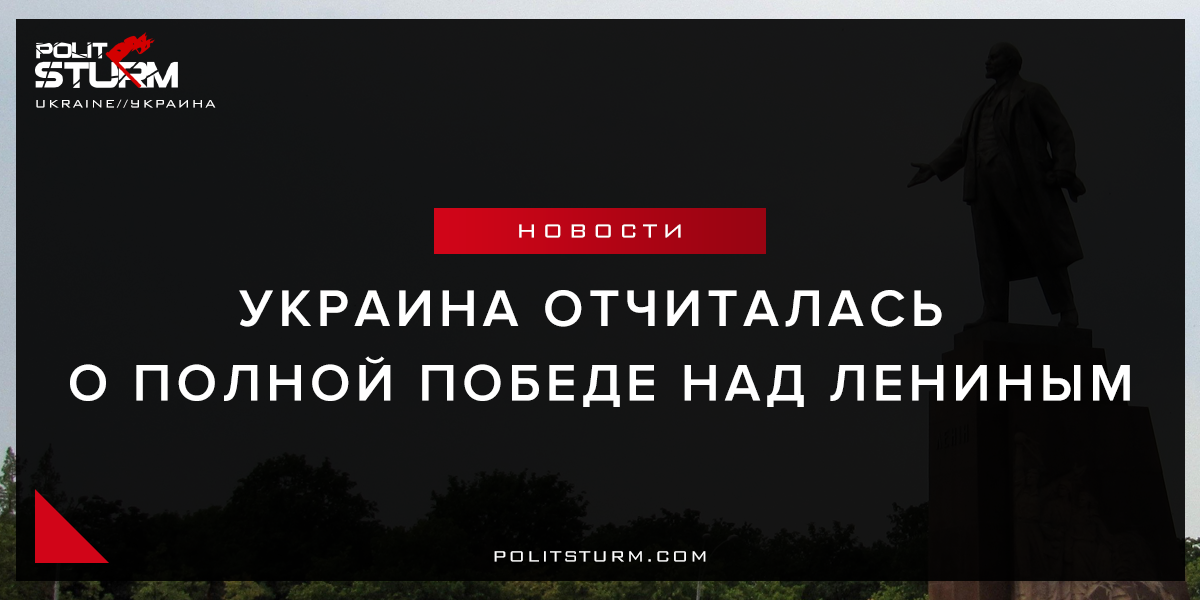 POLIT
STURM
UKRAINE//УКРАИНА
НОВОСТИ
УКРАИНА ОТЧИТАЛАСЬ
О ПОЛНОЙ ПОБЕДЕ НАД ЛЕНИНЫМ
POLITSTURM.COM